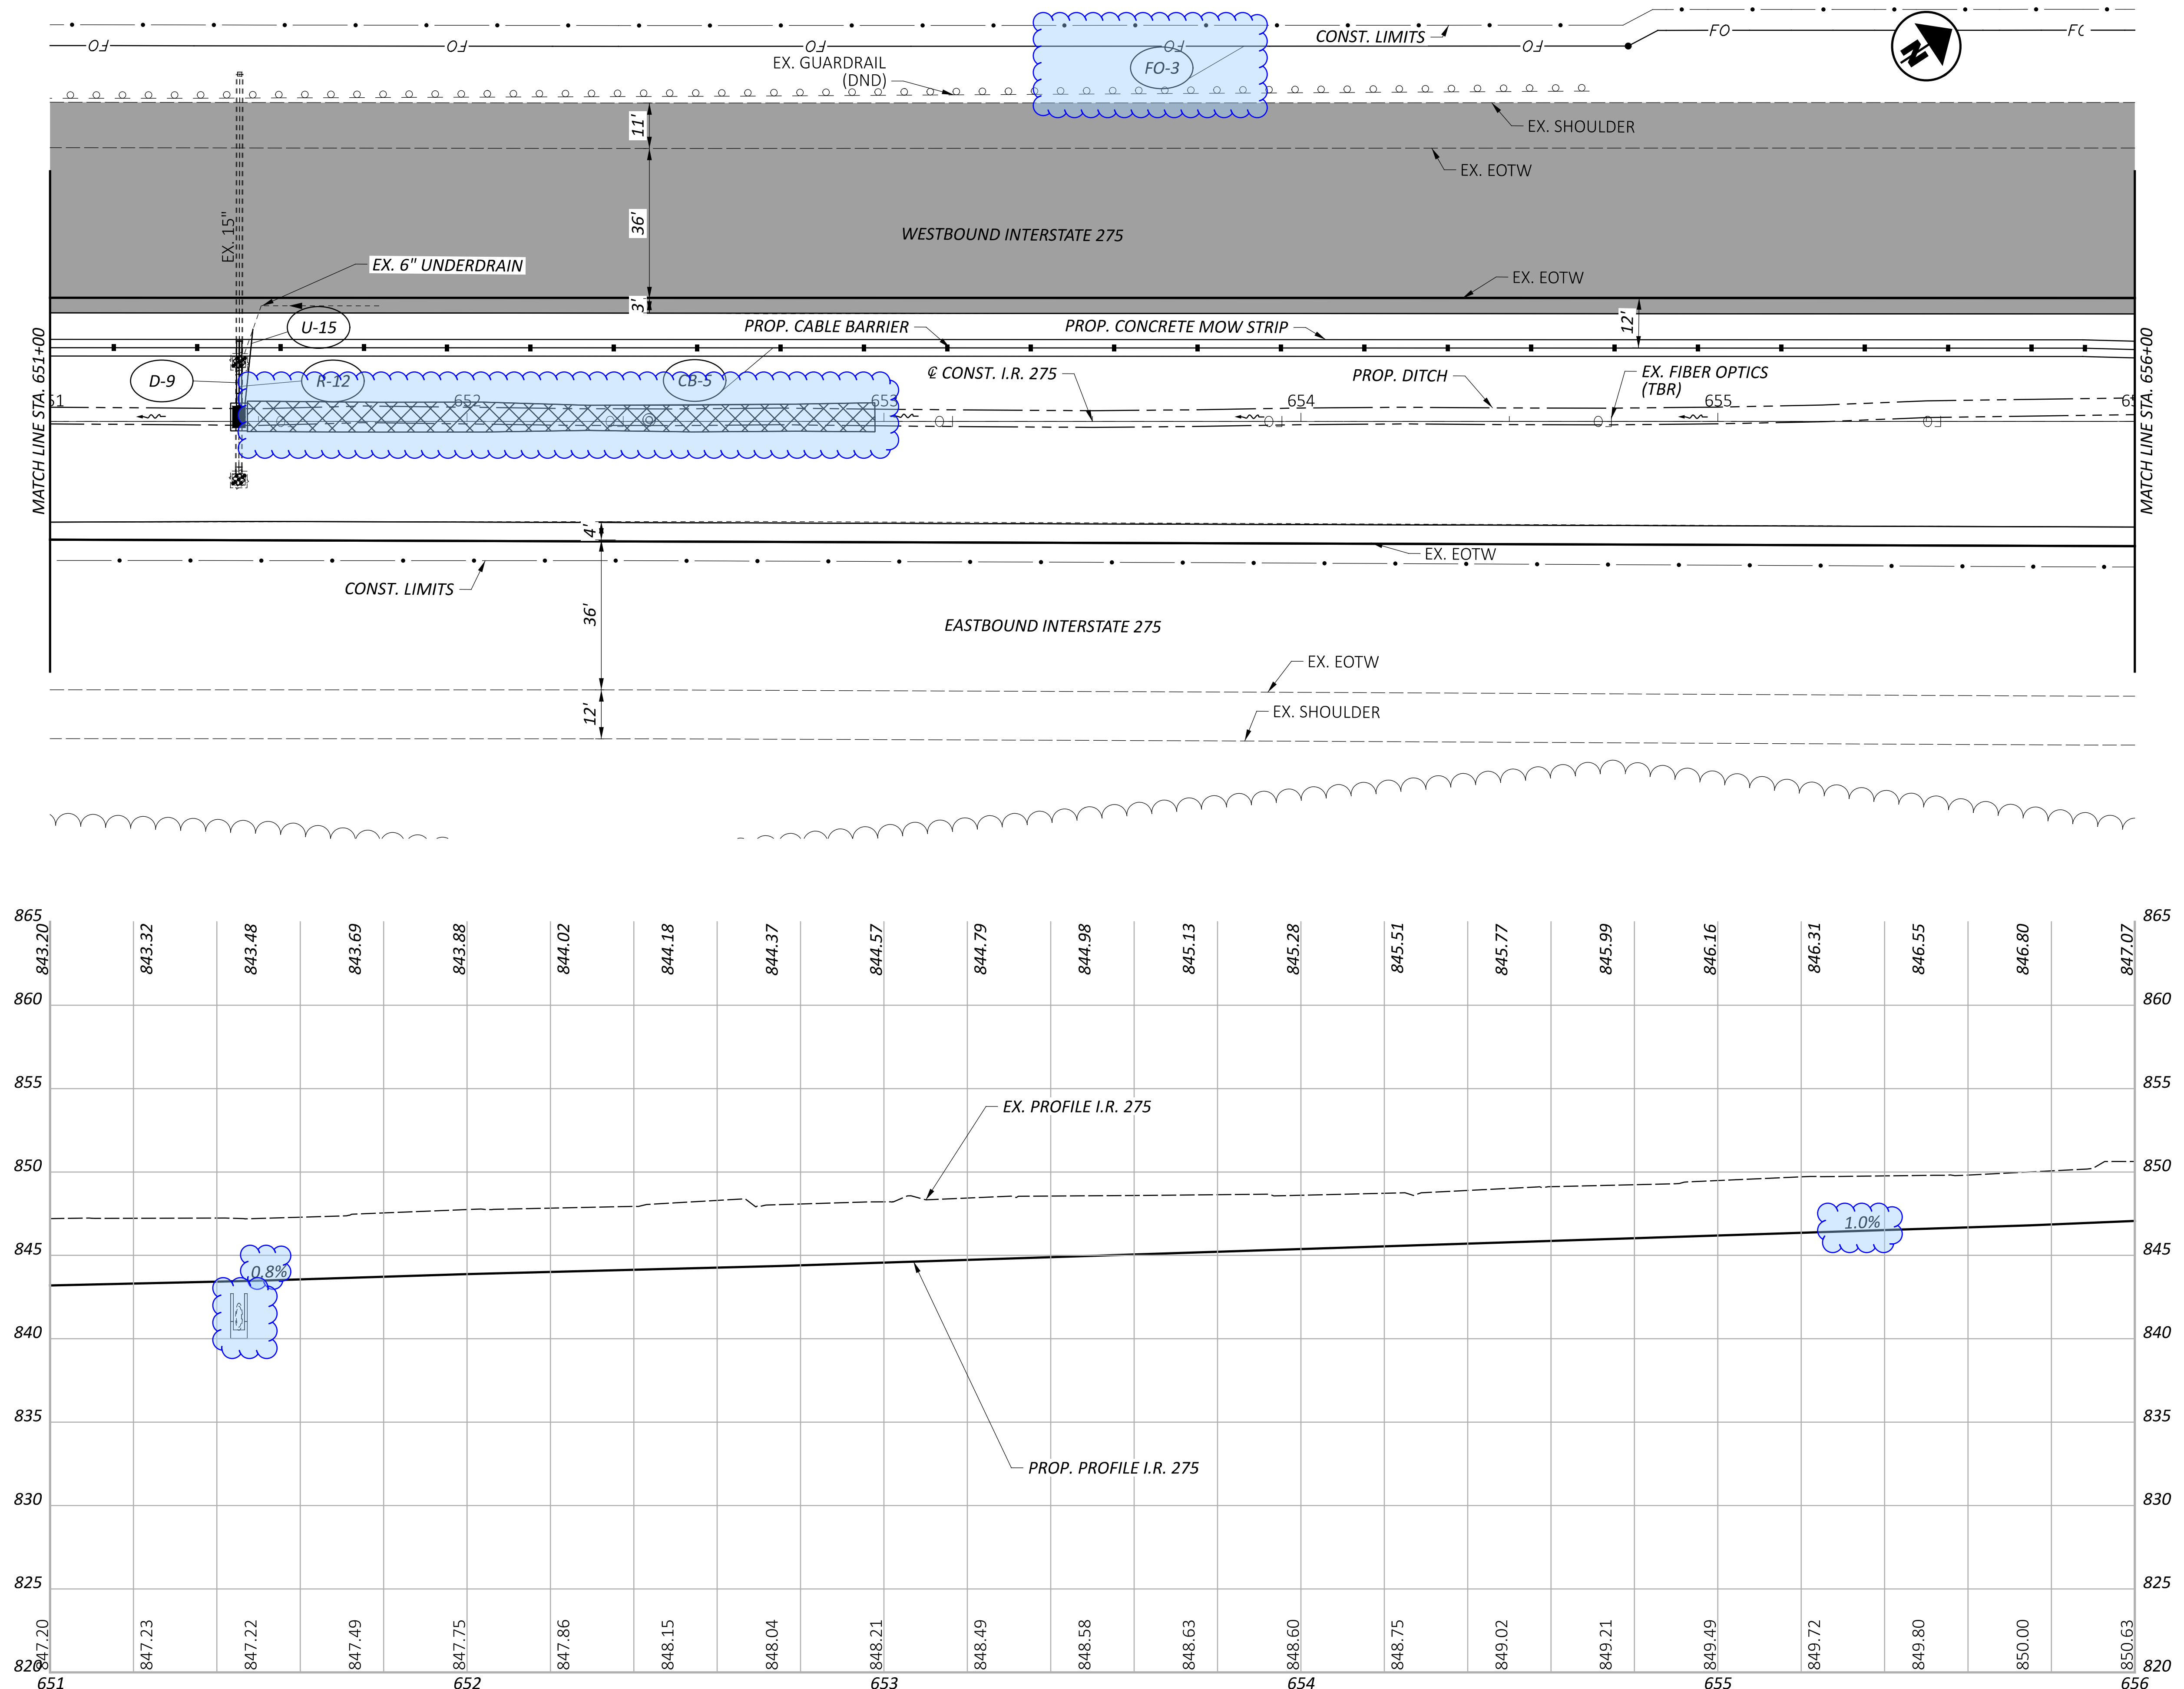 CONST. LIMITS
FO FO FO FO FO FO
N
EX. GUARDRAIL
(DND)
FO-3
11'
EX. SHOULDER
EX. EOTW
EX. 15"
36'
WESTBOUND INTERSTATE 275
EX. 6" UNDERDRAIN
EX. EOTW
3'
12'
U-15
PROP. CABLE BARRIER
PROP. CONCRETE MOW STRIP
MATCH LINE STA. 651+00
MATCH LINE STA. 656+00
D-9
R-12
CB-5
℄ CONST. I.R. 275
PROP. DITCH
EX. FIBER OPTICS
(TBR)
652 653 654 655
4'
EX. EOTW
CONST. LIMITS
36'
EASTBOUND INTERSTATE 275
EX. EOTW
12'
EX. SHOULDER
865 865
843.20 843.32 843.48 843.69 843.88 844.02 844.18 844.37 844.57 844.79 844.98 845.13 845.28 845.51 845.77 845.99 846.16 846.31 846.55 846.80 847.07
860 860
855 855
EX. PROFILE I.R. 275
850 850
1.0%
845 845
0.8%
840 840
835 835
PROP. PROFILE I.R. 275
830 830
825 825
847.20 847.23 847.22 847.49 847.75 847.86 848.15 848.04 848.21 848.49 848.58 848.63 848.60 848.75 849.02 849.21 849.49 849.72 849.80 850.00 850.63
820 820
651 652 653 654 655 656